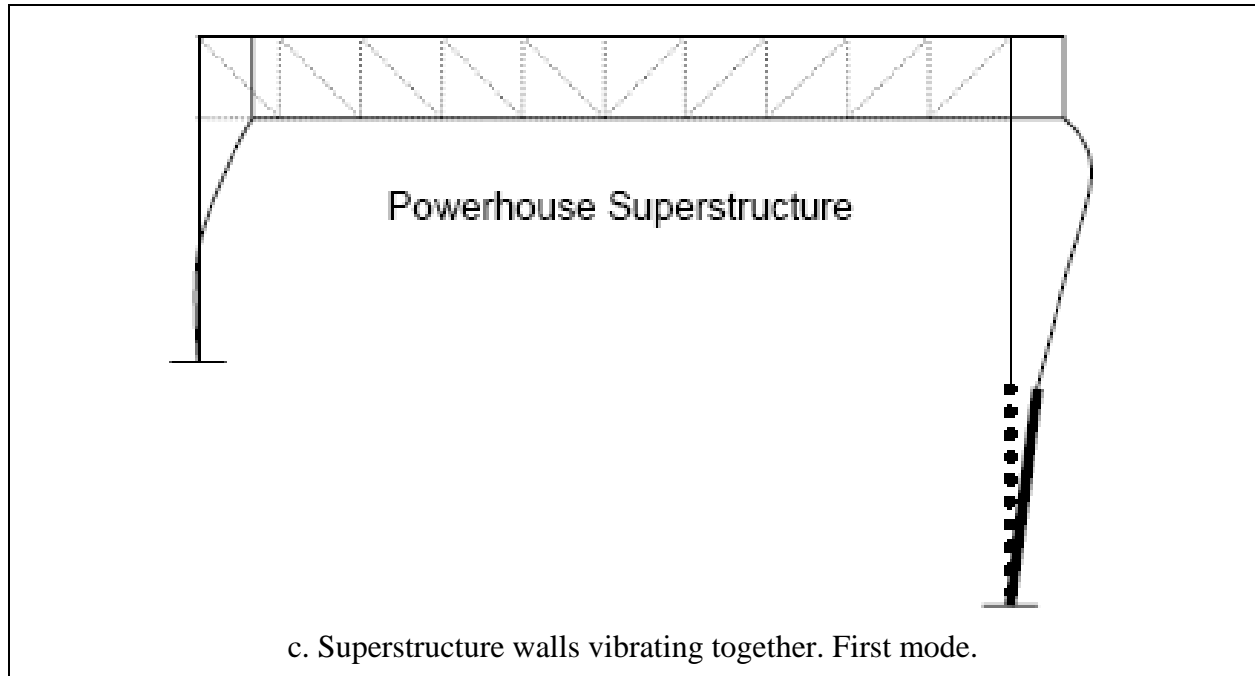 Powerhouse Superstructure
c. Superstructure walls vibrating together. First mode.